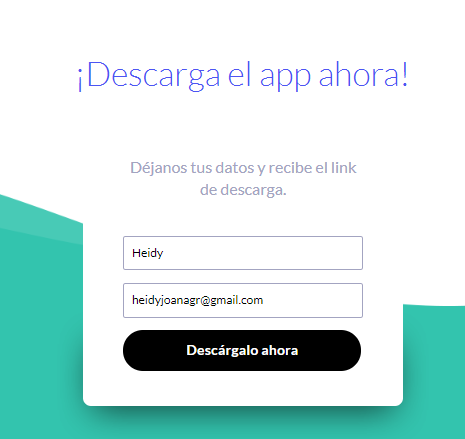 ¡Descarga el app ahora!
Déjanos tus datos y recibe el link
de descarga.
Heidy
heidyjoanagr@gmail.com
Descárgalo ahora